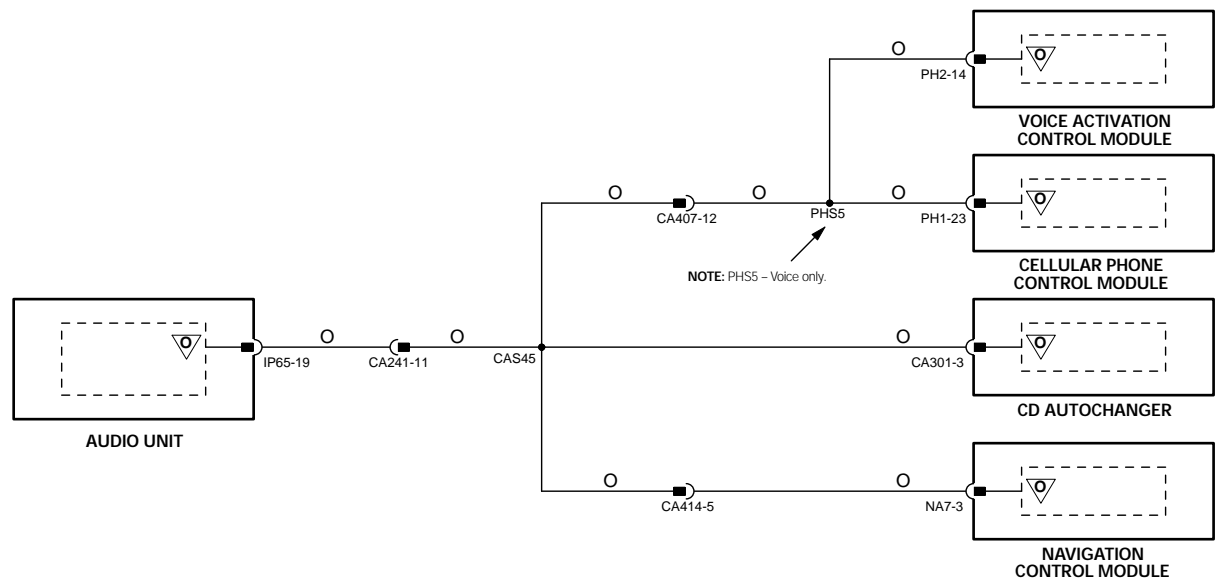 O
O
PH2-14
VOICE ACTIVATION
CONTROL MODULE
O
O
O
O
CA407-12
PHS5
PH1-23
NOTE: PHS5 – Voice only.
CELLULAR PHONE
CONTROL MODULE
O
O
O
O
O
IP65-19
CA241-11
CAS45
CA301-3
AUDIO UNIT
CD AUTOCHANGER
O
O
O
CA414-5
NA7-3
NAVIGATION
CONTROL MODULE